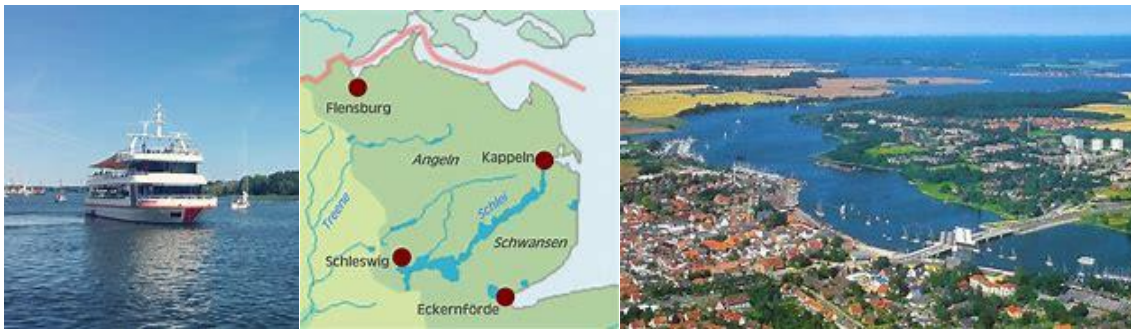 Flensburg
Angeln
Kappeln
Treene
Schlei
Schwansen
Schleswig
Eckernförde